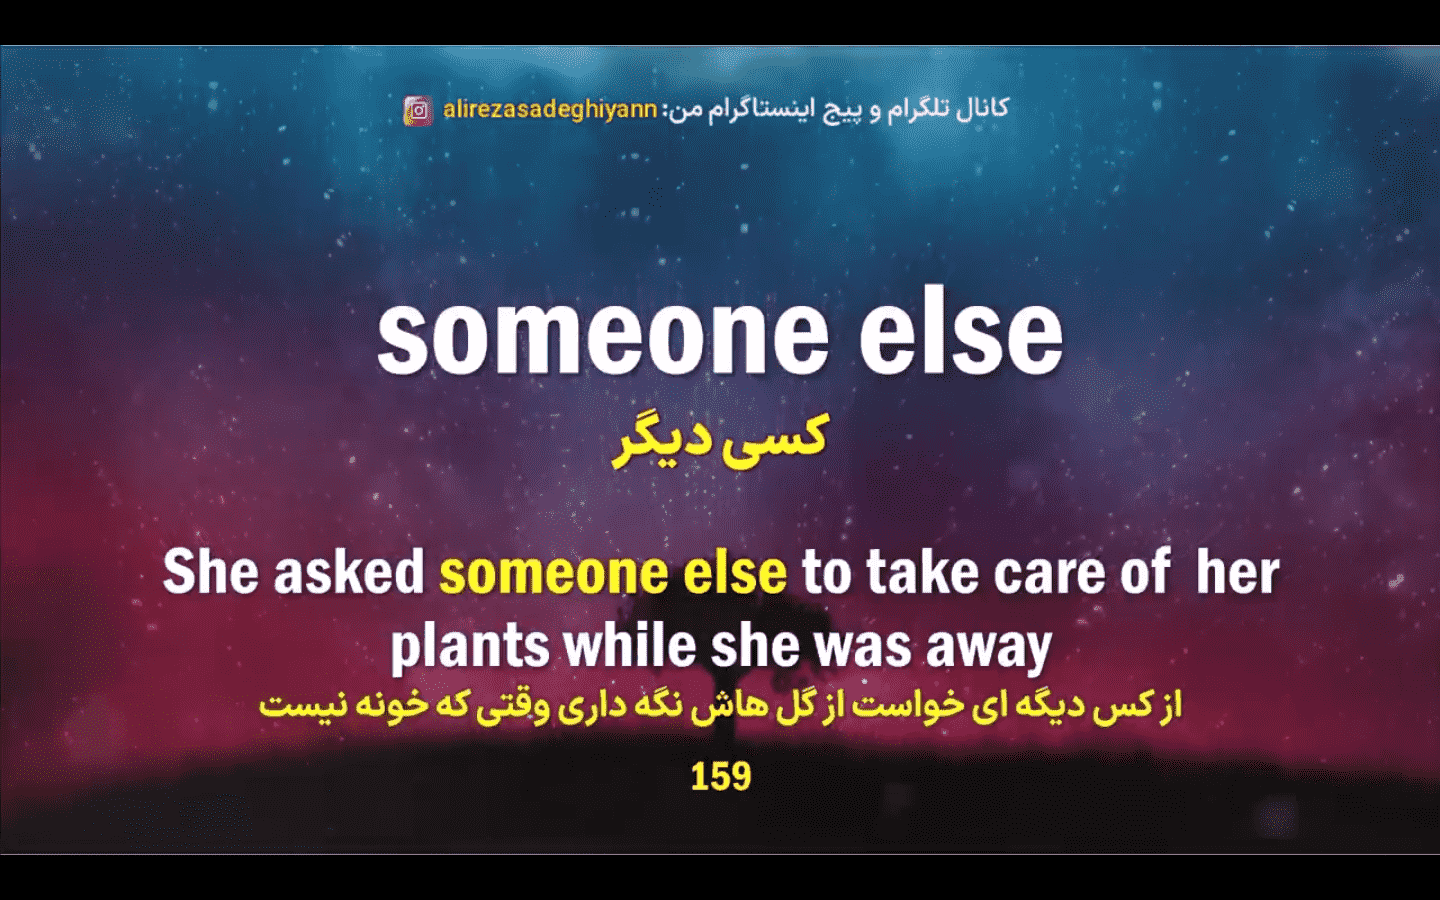 کانال تلگرام و پیج اینستاگرام من: alirezasadeghiyann
someone else
کسی دیگر
She asked someone else to take care of her
plants while she was away
از کس دیگه ای خواست از گل هاش نگه داری وقتی که خونه نیست
159